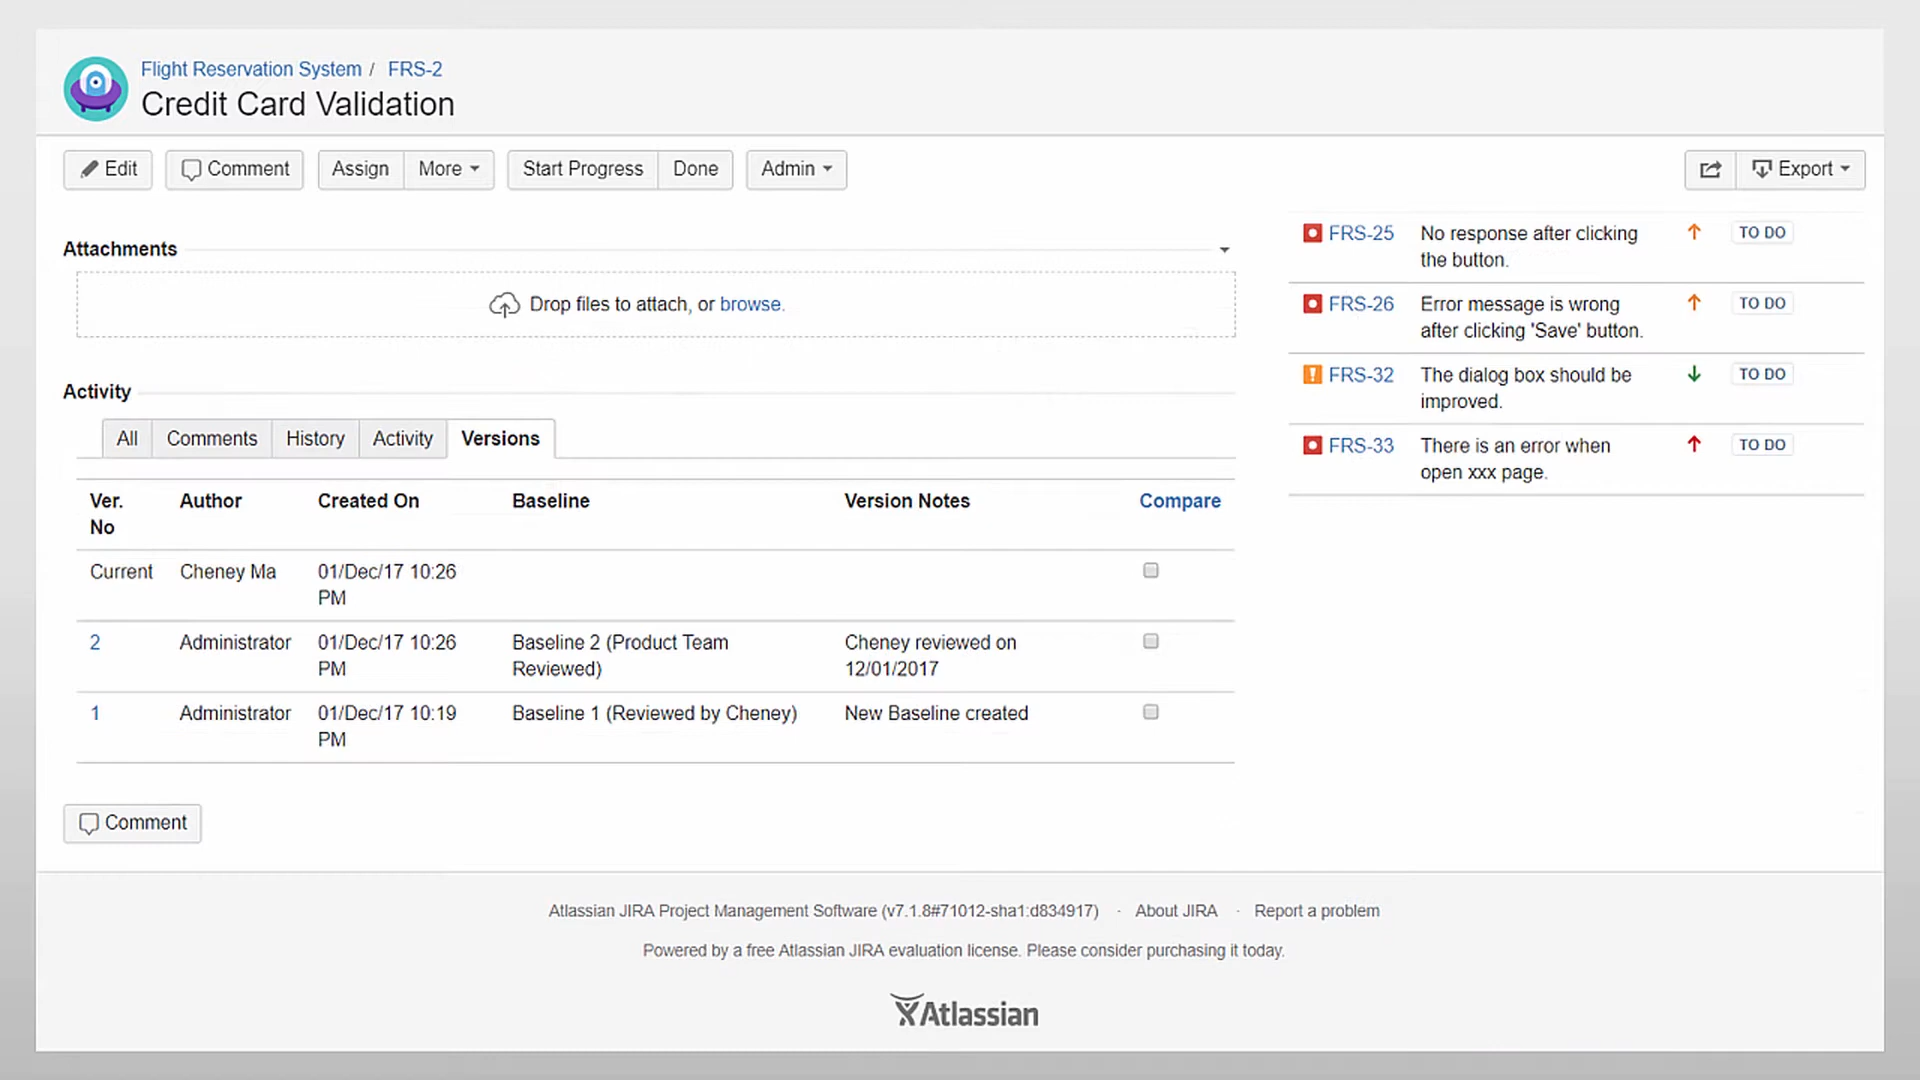 Flight Reservation System / FRS-2
Credit Card Validation
Edit Comment Assign More Start Progress Done Admin Export
Attachments
Drop files to attach, or browse.
Activity
All Comments History Activity Versions
Ver. No Author Created On Baseline Version Notes Compare
Current Cheney Ma 01/Dec/17 10:26 PM
2 Administrator 01/Dec/17 10:26 PM Baseline 2 (Product Team Reviewed) Cheney reviewed on 12/01/2017
1 Administrator 01/Dec/17 10:19 PM Baseline 1 (Reviewed by Cheney) New Baseline created
Comment
FRS-25 No response after clicking the button. TO DO
FRS-26 Error message is wrong after clicking 'Save' button. TO DO
FRS-32 The dialog box should be improved. TO DO
FRS-33 There is an error when open xxx page. TO DO
Atlassian JIRA Project Management Software (v7.1.8#71012-sha1:d834917) · About JIRA · Report a problem
Powered by a free Atlassian JIRA evaluation license. Please consider purchasing it today.
Atlassian